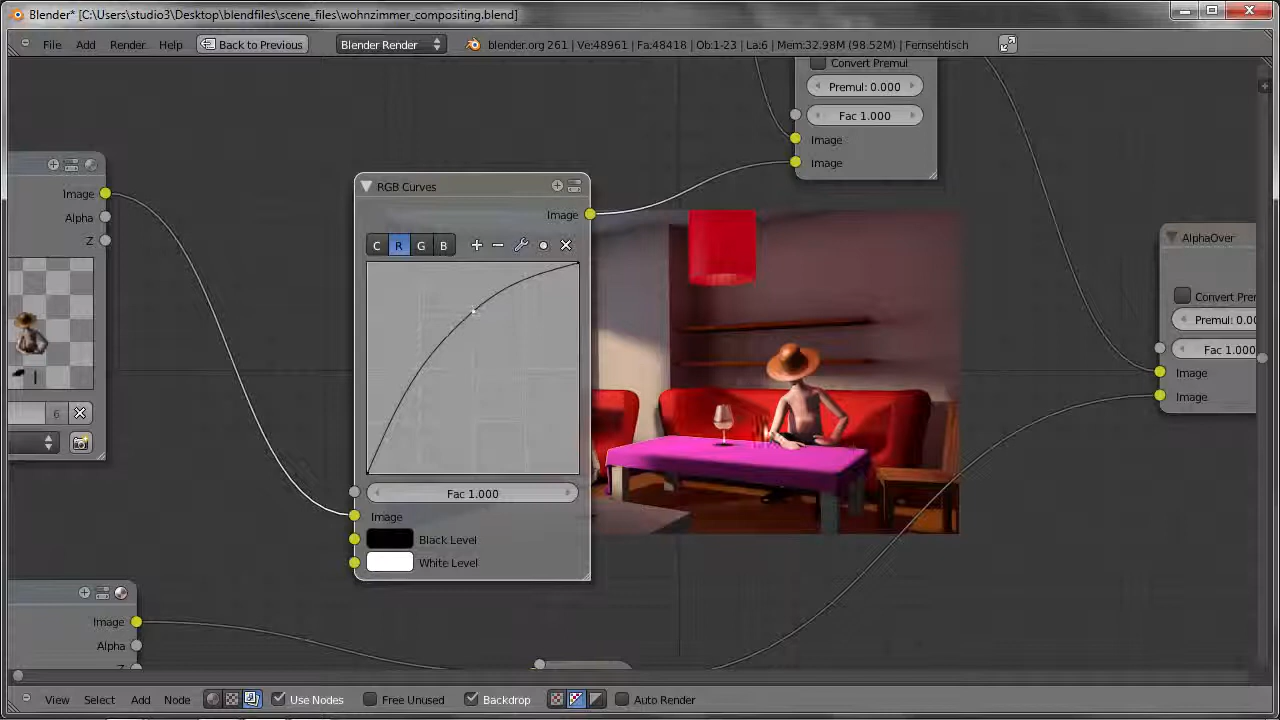 Blender* [C:\Users\studio3\Desktop\blendfiles\scene_files\wohnzimmer_compositing.blend]
File Add Render Help Back to Previous Blender Render blender.org 261 | Ve:48961 | Fa:48418 | Ob:1-23 | La:6 | Mem:32.98M (98.52M) | Fernsehtisch
Convert Premul
Premul: 0.000
Fac 1.000
Image
Image
Image
Alpha
Z
6
RGB Curves
Image
C R G B
Fac 1.000
Image
Black Level
White Level
AlphaOver
Convert Prer
Premul: 0.00
Fac 1.000
Image
Image
Image
Alpha
View Select Add Node Use Nodes Free Unused Backdrop Auto Render